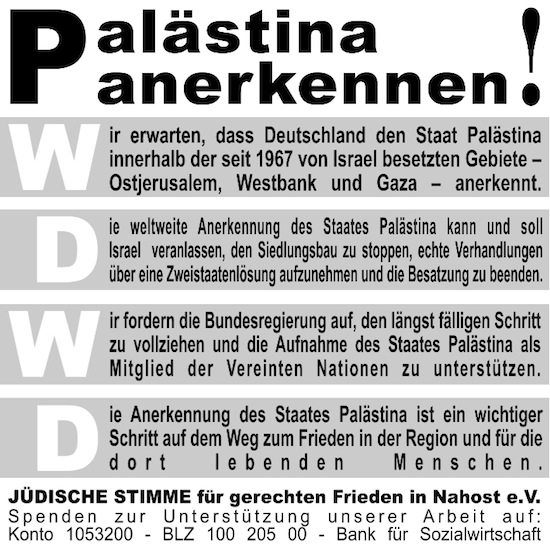 Palästina
anerkennen!
Wir erwarten, dass Deutschland den Staat Palästina
innerhalb der seit 1967 von Israel besetzten Gebiete –
Ostjerusalem, Westbank und Gaza – anerkennt.
Die weltweite Anerkennung des Staates Palästina kann und soll
Israel veranlassen, den Siedlungsbau zu stoppen, echte Verhandlungen
über eine Zweistaatenlösung aufzunehmen und die Besatzung zu beenden.
Wir fordern die Bundesregierung auf, den längst fälligen Schritt
zu vollziehen und die Aufnahme des Staates Palästina als
Mitglied der Vereinten Nationen zu unterstützen.
Die Anerkennung des Staates Palästina ist ein wichtiger
Schritt auf dem Weg zum Frieden in der Region und für die
dort lebenden Menschen.
JÜDISCHE STIMME für gerechten Frieden in Nahost e.V.
Spenden zur Unterstützung unserer Arbeit auf:
Konto 1053200 - BLZ 100 205 00 - Bank für Sozialwirtschaft